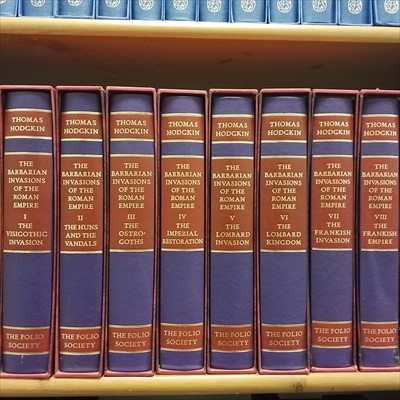 THOMAS
HODGKIN
THE
BARBARIAN
INVASIONS
OF THE
ROMAN
EMPIRE
I
THE
VISIGOTHIC
INVASION
THE FOLIO
SOCIETY
THOMAS
HODGKIN
THE
BARBARIAN
INVASIONS
OF THE
ROMAN
EMPIRE
II
THE HUNS
AND THE
VANDALS
THE FOLIO
SOCIETY
THOMAS
HODGKIN
THE
BARBARIAN
INVASIONS
OF THE
ROMAN
EMPIRE
III
THE
OSTRO-
GOTHS
THE FOLIO
SOCIETY
THOMAS
HODGKIN
THE
BARBARIAN
INVASIONS
OF THE
ROMAN
EMPIRE
IV
THE
IMPERIAL
RESTORATION
THE FOLIO
SOCIETY
THOMAS
HODGKIN
THE
BARBARIAN
INVASIONS
OF THE
ROMAN
EMPIRE
V
THE
LOMBARD
INVASION
THE FOLIO
SOCIETY
THOMAS
HODGKIN
THE
BARBARIAN
INVASIONS
OF THE
ROMAN
EMPIRE
VI
THE
LOMBARD
KINGDOM
THE FOLIO
SOCIETY
THOMAS
HODGKIN
THE
BARBARIAN
INVASIONS
OF THE
ROMAN
EMPIRE
VII
THE
FRANKISH
INVASION
THE FOLIO
SOCIETY
THOMAS
HODGKIN
THE
BARBARIAN
INVASIONS
OF THE
ROMAN
EMPIRE
VIII
THE
FRANKISH
EMPIRE
THE FOLIO
SOCIETY